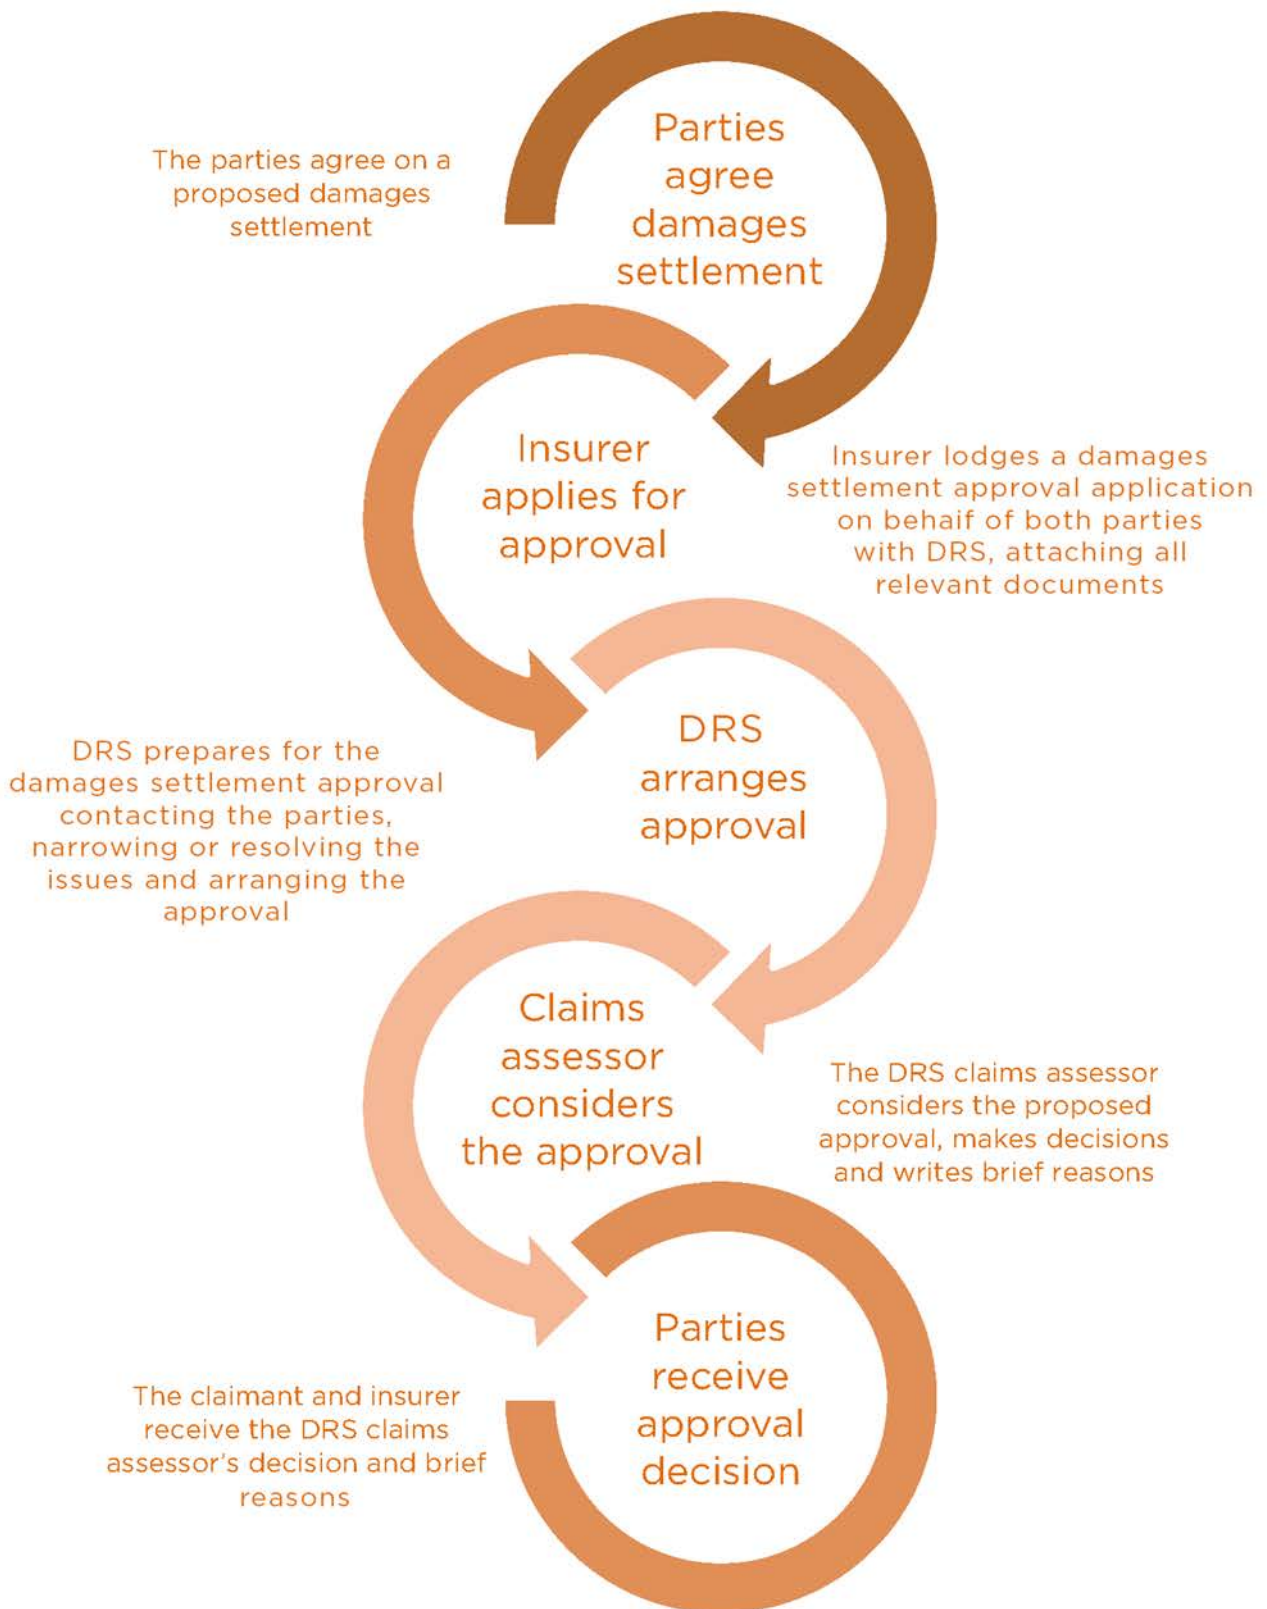 Parties
agree
damages
settlement
The parties agree on a
proposed damages
settlement
Insurer
applies for
approval
Insurer lodges a damages
settlement approval application
on behaif of both parties
with DRS, attaching all
relevant documents
DRS
arranges
approval
DRS prepares for the
damages settlement approval
contacting the parties,
narrowing or resolving the
issues and arranging the
approval
Claims
assessor
considers
the approval
The DRS claims assessor
considers the proposed
approval, makes decisions
and writes brief reasons
Parties
receive
approval
decision
The claimant and insurer
receive the DRS claims
assessor's decision and brief
reasons